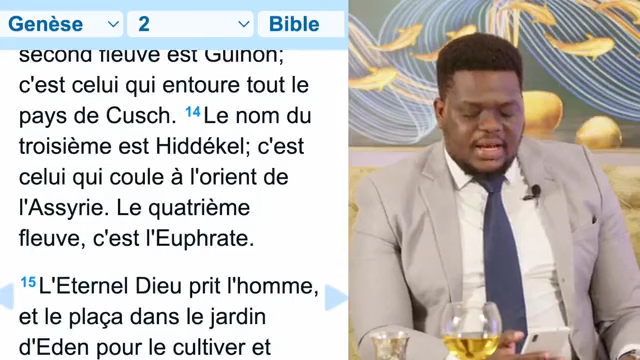 Genèse 2 Bible
second fleuve est Guihon;
c'est celui qui entoure tout le
pays de Cusch. 14 Le nom du
troisième est Hiddékel; c'est
celui qui coule à l'orient de
l'Assyrie. Le quatrième
fleuve, c'est l'Euphrate.
15 L'Eternel Dieu prit l'homme,
et le plaça dans le jardin
d'Eden pour le cultiver et